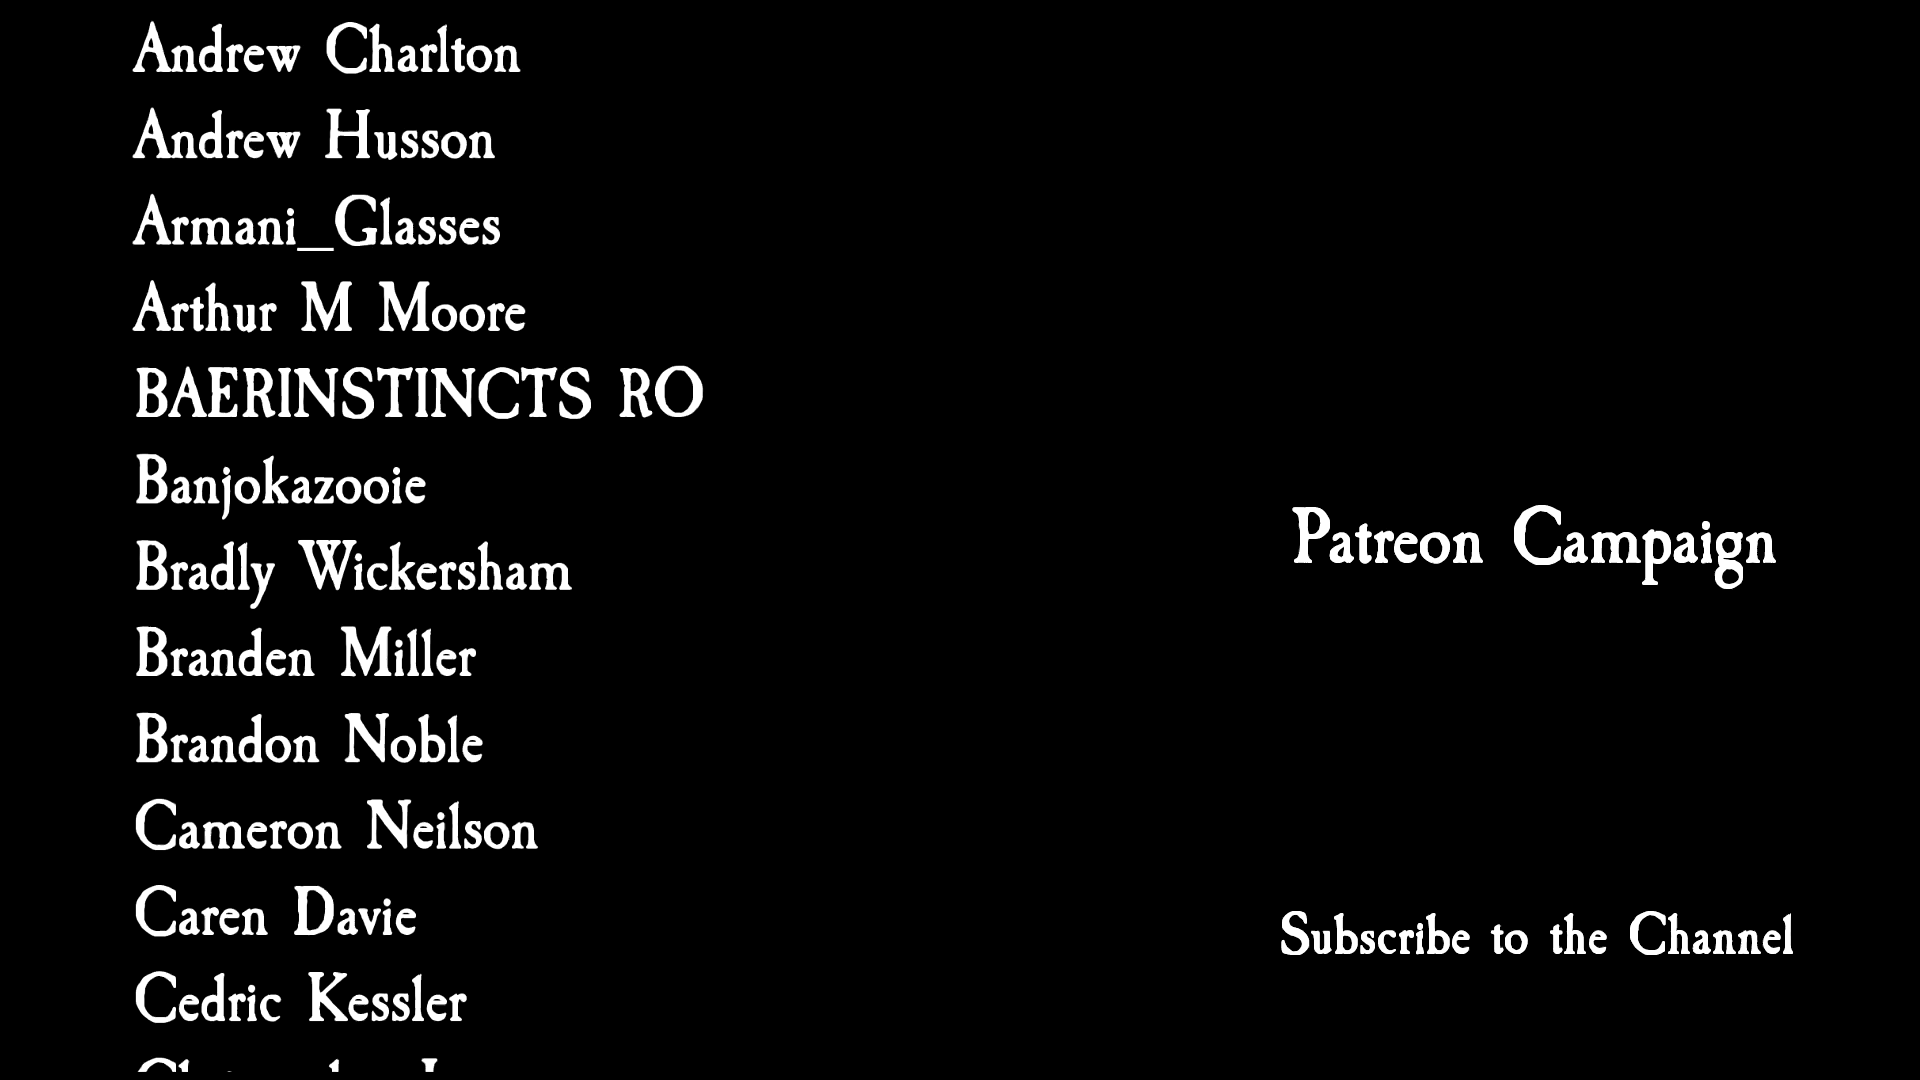 Andrew Charlton
Andrew Husson
Armani_Glasses
Arthur M Moore
BAERINSTINCTS RO
Banjokazooie
Bradly Wickersham
Branden Miller
Brandon Noble
Cameron Neilson
Caren Davie
Cedric Kessler
Patreon Campaign
Subscribe to the Channel